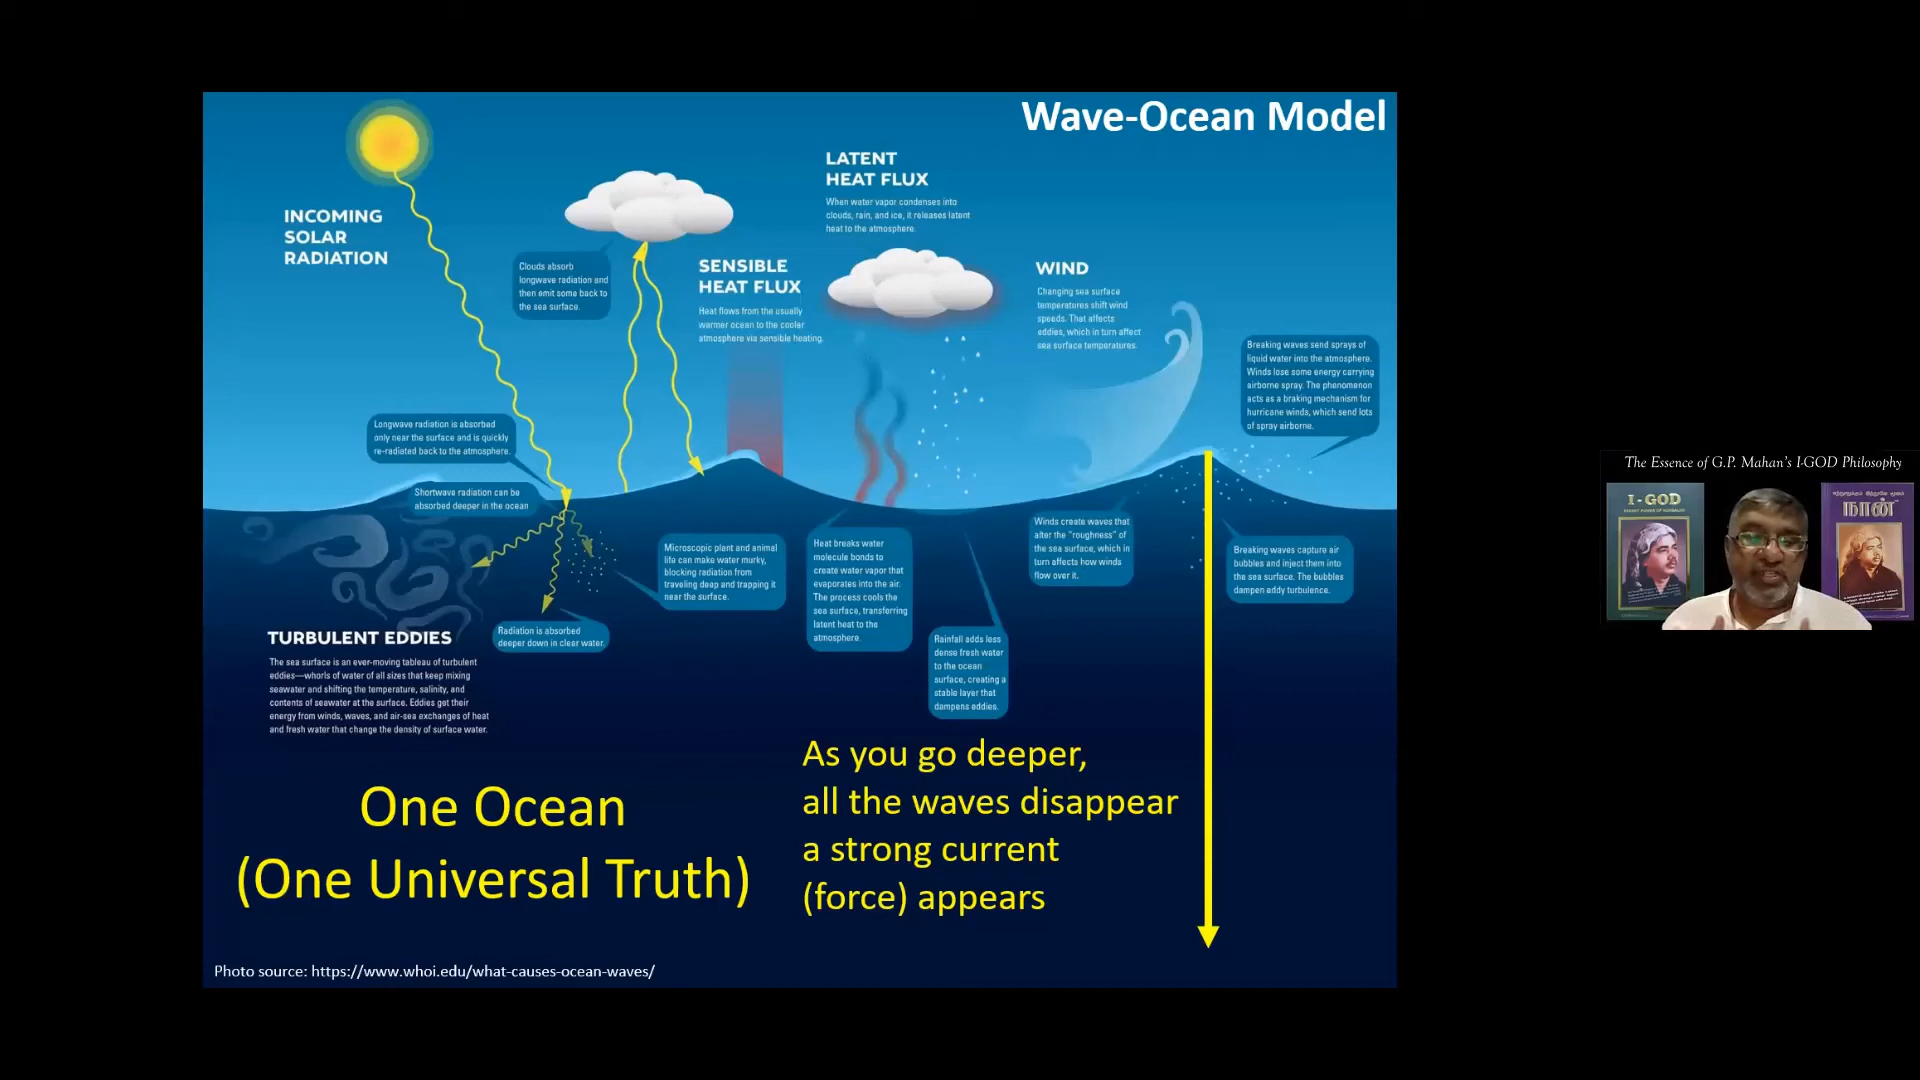 Wave-Ocean Model
INCOMING
SOLAR
RADIATION
Clouds absorb
longwave radiation and
then emit some back to
the sea surface.
SENSIBLE
HEAT FLUX
Heat flows from the usually
warmer ocean to the cooler
atmosphere via sensible heating.
LATENT
HEAT FLUX
When water vapor condenses into
clouds, rain, and ice, it releases latent
heat to the atmosphere.
WIND
Changing sea surface
temperatures shift wind
speeds. That affects
eddies, which in turn affect
sea surface temperatures.
Breaking waves send sprays of
liquid water into the atmosphere.
Winds lose some energy carrying
airborne spray. The phenomenon
acts as a braking mechanism for
hurricane winds, which send lots
of spray airborne.
Longwave radiation is absorbed
only near the surface and is quickly
re-radiated back to the atmosphere.
Shortwave radiation can be
absorbed deeper in the ocean
Microscopic plant and animal
life can make water murky,
blocking radiation from
traveling deep and trapping it
near the surface.
Radiation is absorbed
deeper down in clear water.
Heat breaks water
molecule bonds to
create water vapor that
evaporates into the air.
The process cools the
sea surface, transferring
latent heat to the
atmosphere.
Rainfall adds less
dense fresh water
to the ocean
surface, creating a
stable layer that
dampens eddies.
Winds create waves that
alter the "roughness" of
the sea surface, which in
turn affects how winds
flow over it.
Breaking waves capture air
bubbles and inject them into
the sea surface. The bubbles
dampen eddy turbulence.
TURBULENT EDDIES
The sea surface is an ever-moving tableau of turbulent
eddies—whorls of water of all sizes that keep mixing
seawater and shifting the temperature, salinity, and
contents of seawater at the surface. Eddies get their
energy from winds, waves, and air-sea exchanges of heat
and fresh water that change the density of surface water.
One Ocean
(One Universal Truth)
As you go deeper,
all the waves disappear
a strong current
(force) appears
Photo source: https://www.whoi.edu/what-causes-ocean-waves/
The Essence of G.P. Mahan's I-GOD Philosophy
I-GOD
நான்